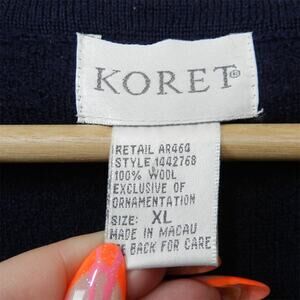 KORET®
RETAIL AR464
STYLE 1442768
100% WOOL
EXCLUSIVE OF
ORNAMENTATION
SIZE: XL
MADE IN MACAU
BACK FOR CARE